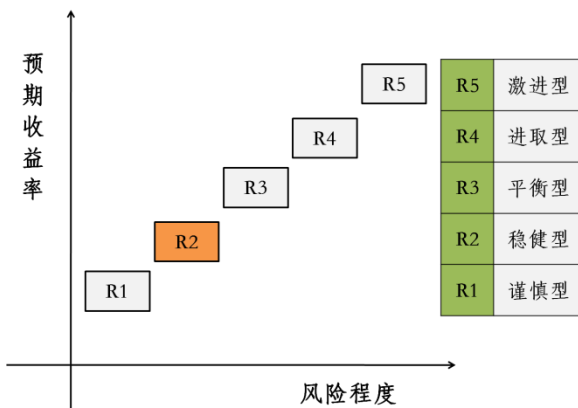 预期收益率
R5
R4
R3
R2
R1
风险程度
R5 激进型
R4 进取型
R3 平衡型
R2 稳健型
R1 谨慎型